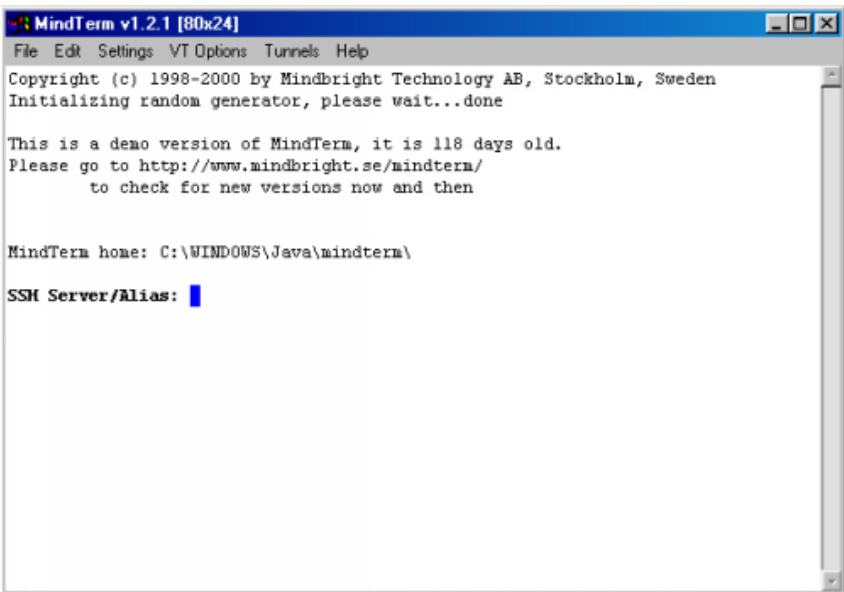 MindTerm v1.2.1 [80x24]
File Edit Settings VT Options Tunnels Help
Copyright (c) 1998-2000 by Mindbright Technology AB, Stockholm, Sweden
Initializing random generator, please wait...done
This is a demo version of MindTerm, it is 118 days old.
Please go to http://www.mindbright.se/mindterm/
to check for new versions now and then
MindTerm home: C:\WINDOWS\Java\mindterm\
SSH Server/Alias: